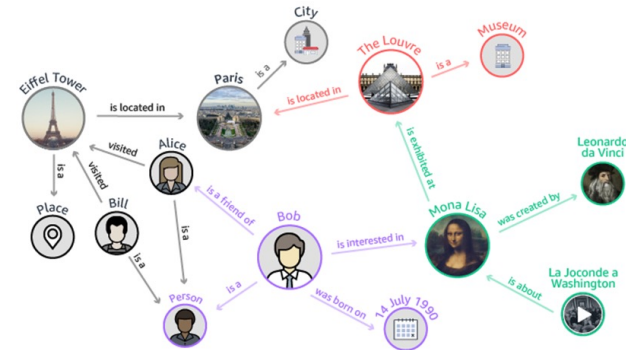 City
The Louvre
Museum
Eiffel Tower
Paris
is a
is a
is located in
is located in
Leonardo
da Vinci
visited
Alice
is exhibited at
is a
visited
Place
Bill
is a friend of
Bob
Mona Lisa
was created by
is a
is interested in
is a
La Joconde a
Washington
is about
Person
is a
was born on
14 July 1990